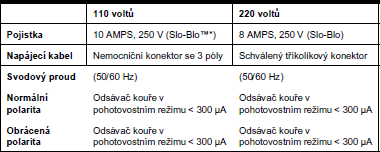 110 voltů 220 voltů
Pojistka 10 AMPS, 250 V (Slo-Blo™*) 8 AMPS, 250 V (Slo-Blo)
Napájecí kabel Nemocniční konektor se 3 póly Schválený tříkolíkový konektor
Svodový proud (50/60 Hz) (50/60 Hz)
Normální Odsávač kouře v Odsávač kouře v
polarita pohotovostním režimu < 300 µA pohotovostním režimu < 300 µA
Obrácená Odsávač kouře v Odsávač kouře v
polarita pohotovostním režimu < 300 µA pohotovostním režimu < 300 µA